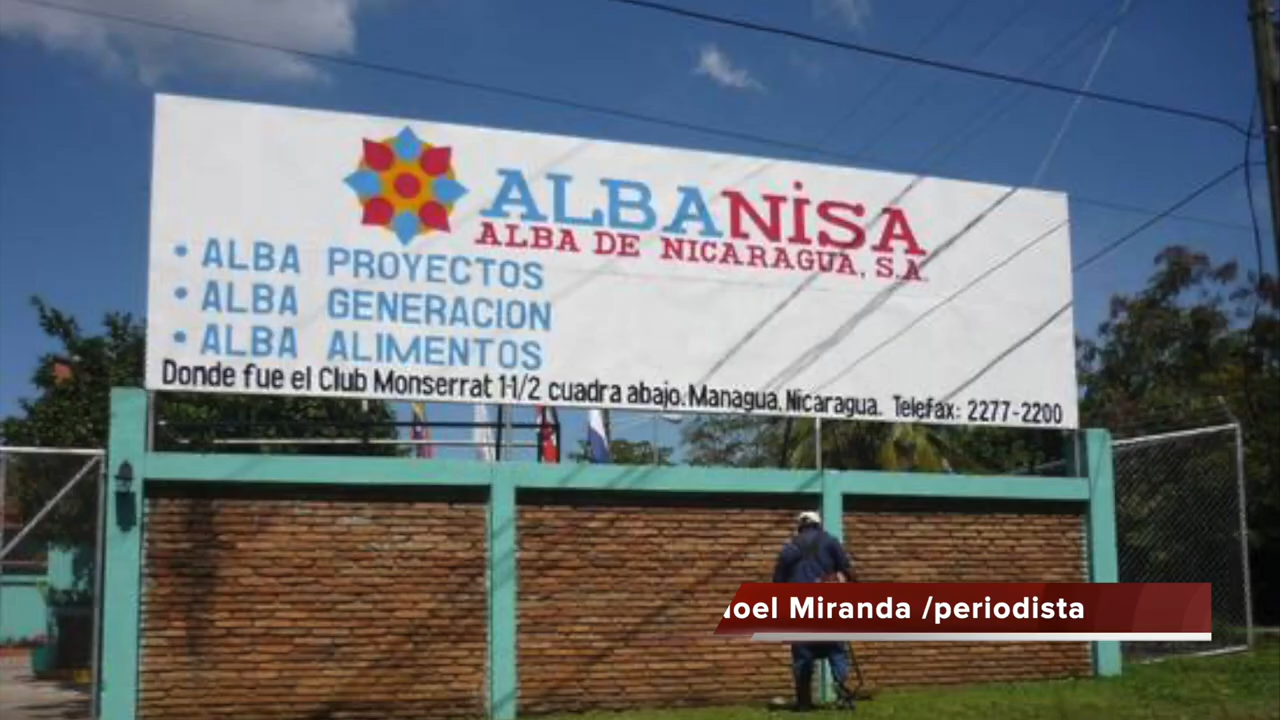 ALBANISA
ALBA DE NICARAGUA, S.A.
• ALBA PROYECTOS
• ALBA GENERACION
• ALBA ALIMENTOS
Donde fue el Club Monserrat 1-1/2 cuadra abajo. Managua, Nicaragua. Telefax: 2277-2200
Miranda /periodista